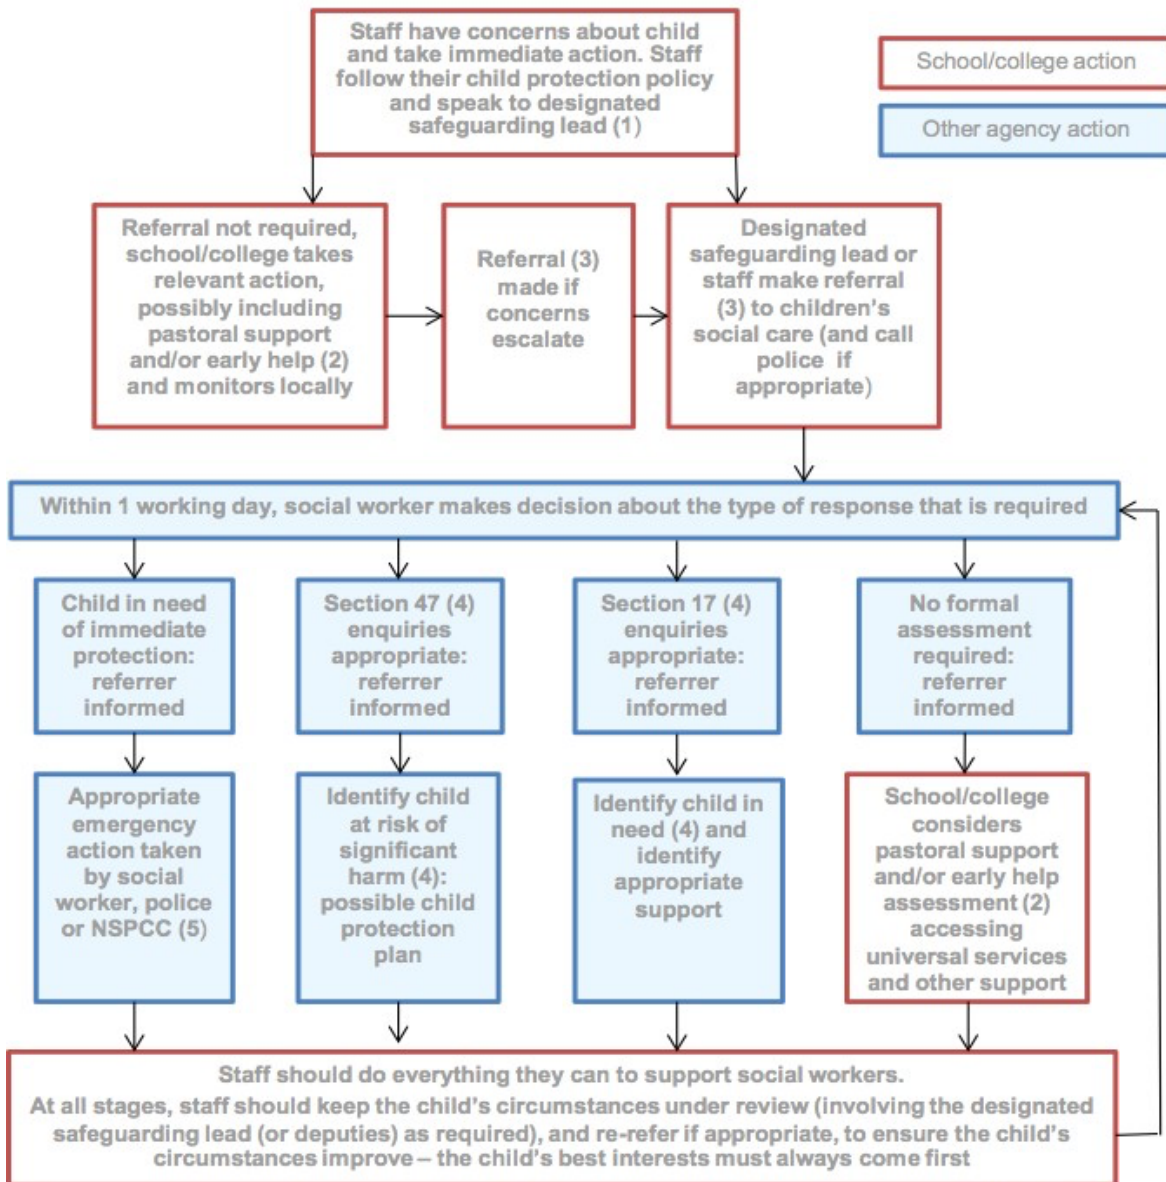 Staff have concerns about child
and take immediate action. Staff
follow their child protection policy
and speak to designated
safeguarding lead (1)
School/college action
Other agency action
Referral not required,
school/college takes
relevant action,
possibly including
pastoral support
and/or early help (2)
and monitors locally
Referral (3)
made if
concerns
escalate
Designated
safeguarding lead or
staff make referral
(3) to children’s
social care (and call
police if
appropriate)
Within 1 working day, social worker makes decision about the type of response that is required
Child in need
of immediate
protection:
referrer
informed
Section 47 (4)
enquiries
appropriate:
referrer
informed
Section 17 (4)
enquiries
appropriate:
referrer
informed
No formal
assessment
required:
referrer
informed
Appropriate
emergency
action taken
by social
worker, police
or NSPCC (5)
Identify child
at risk of
significant
harm (4):
possible child
protection
plan
Identify child in
need (4) and
identify
appropriate
support
School/college
considers
pastoral support
and/or early help
assessment (2)
accessing
universal services
and other support
Staff should do everything they can to support social workers.
At all stages, staff should keep the child’s circumstances under review (involving the designated
safeguarding lead (or deputies) as required), and re-refer if appropriate, to ensure the child’s
circumstances improve – the child’s best interests must always come first